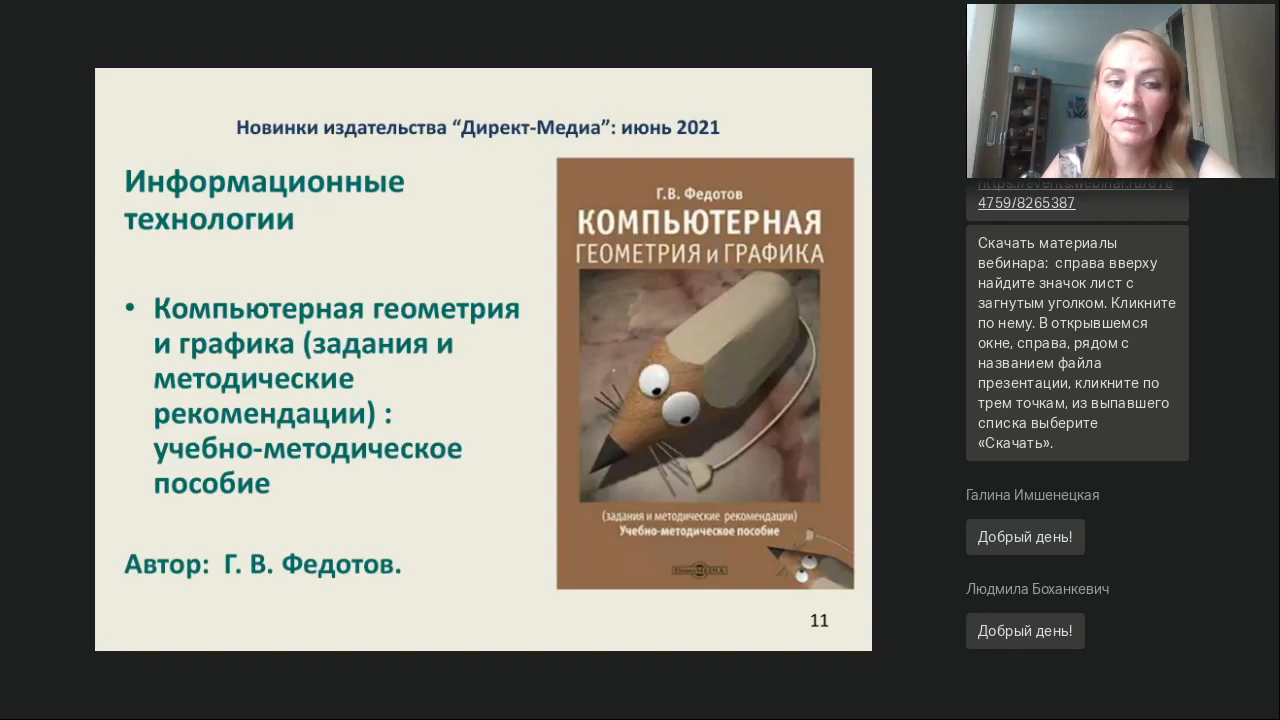 Новинки издательства “Директ-Медиа”: июнь 2021
Информационные
технологии
• Компьютерная геометрия
и графика (задания и
методические
рекомендации) :
учебно-методическое
пособие
Автор: Г. В. Федотов.
Г.В. Федотов
КОМПЬЮТЕРНАЯ
ГЕОМЕТРИЯ и ГРАФИКА
(задания и методические рекомендации)
Учебно-методическое пособие
11
4759/8265387
Скачать материалы
вебинара: справа вверху
найдите значок лист с
загнутым уголком. Кликните
по нему. В открывшемся
окне, справа, рядом с
названием файла
презентации, кликните по
трем точкам, из выпавшего
списка выберите
«Скачать».
Галина Имшенецкая
Добрый день!
Людмила Боханкевич
Добрый день!